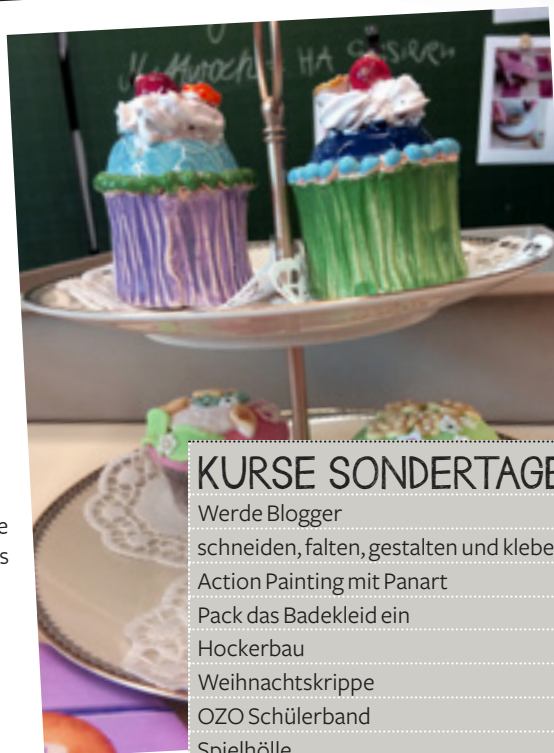 HA
e
s
KURSE SONDERTAGE
Werde Blogger
schneiden, falten, gestalten und klebe
Action Painting mit Panart
Pack das Badekleid ein
Hockerbau
Weihnachtskrippe
OZO Schülerband
Spielhölle